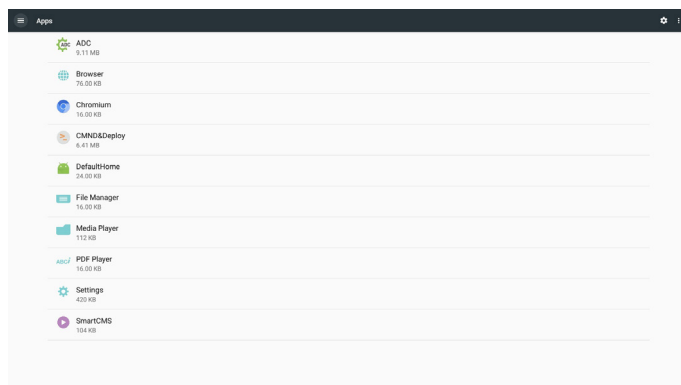 Apps
ADC
ADC
9.11 MB
Browser
76.00 KB
Chromium
16.00 KB
CMND&Deploy
6.41 MB
DefaultHome
24.00 KB
File Manager
16.00 KB
Media Player
112 KB
PDF Player
16.00 KB
Settings
420 KB
SmartCMS
104 KB